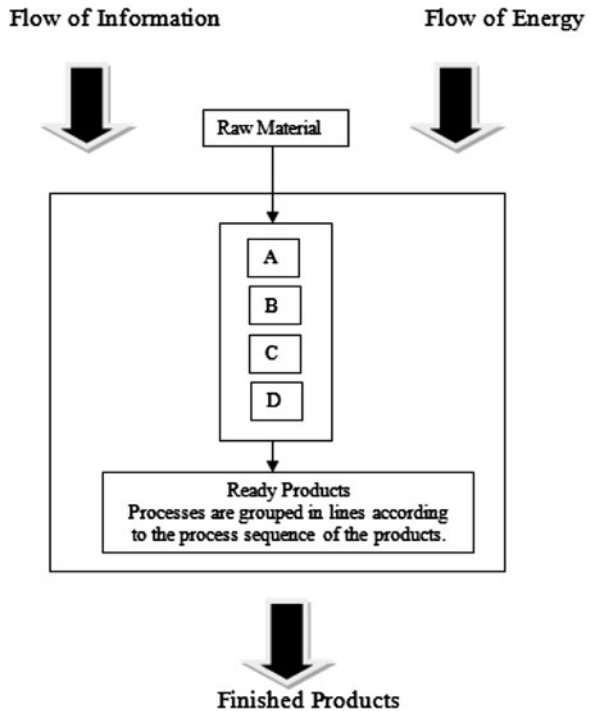 Flow of Information
Flow of Energy
Raw Material
A
B
C
D
Ready Products
Processes are grouped in lines according
to the process sequence of the products.
Finished Products